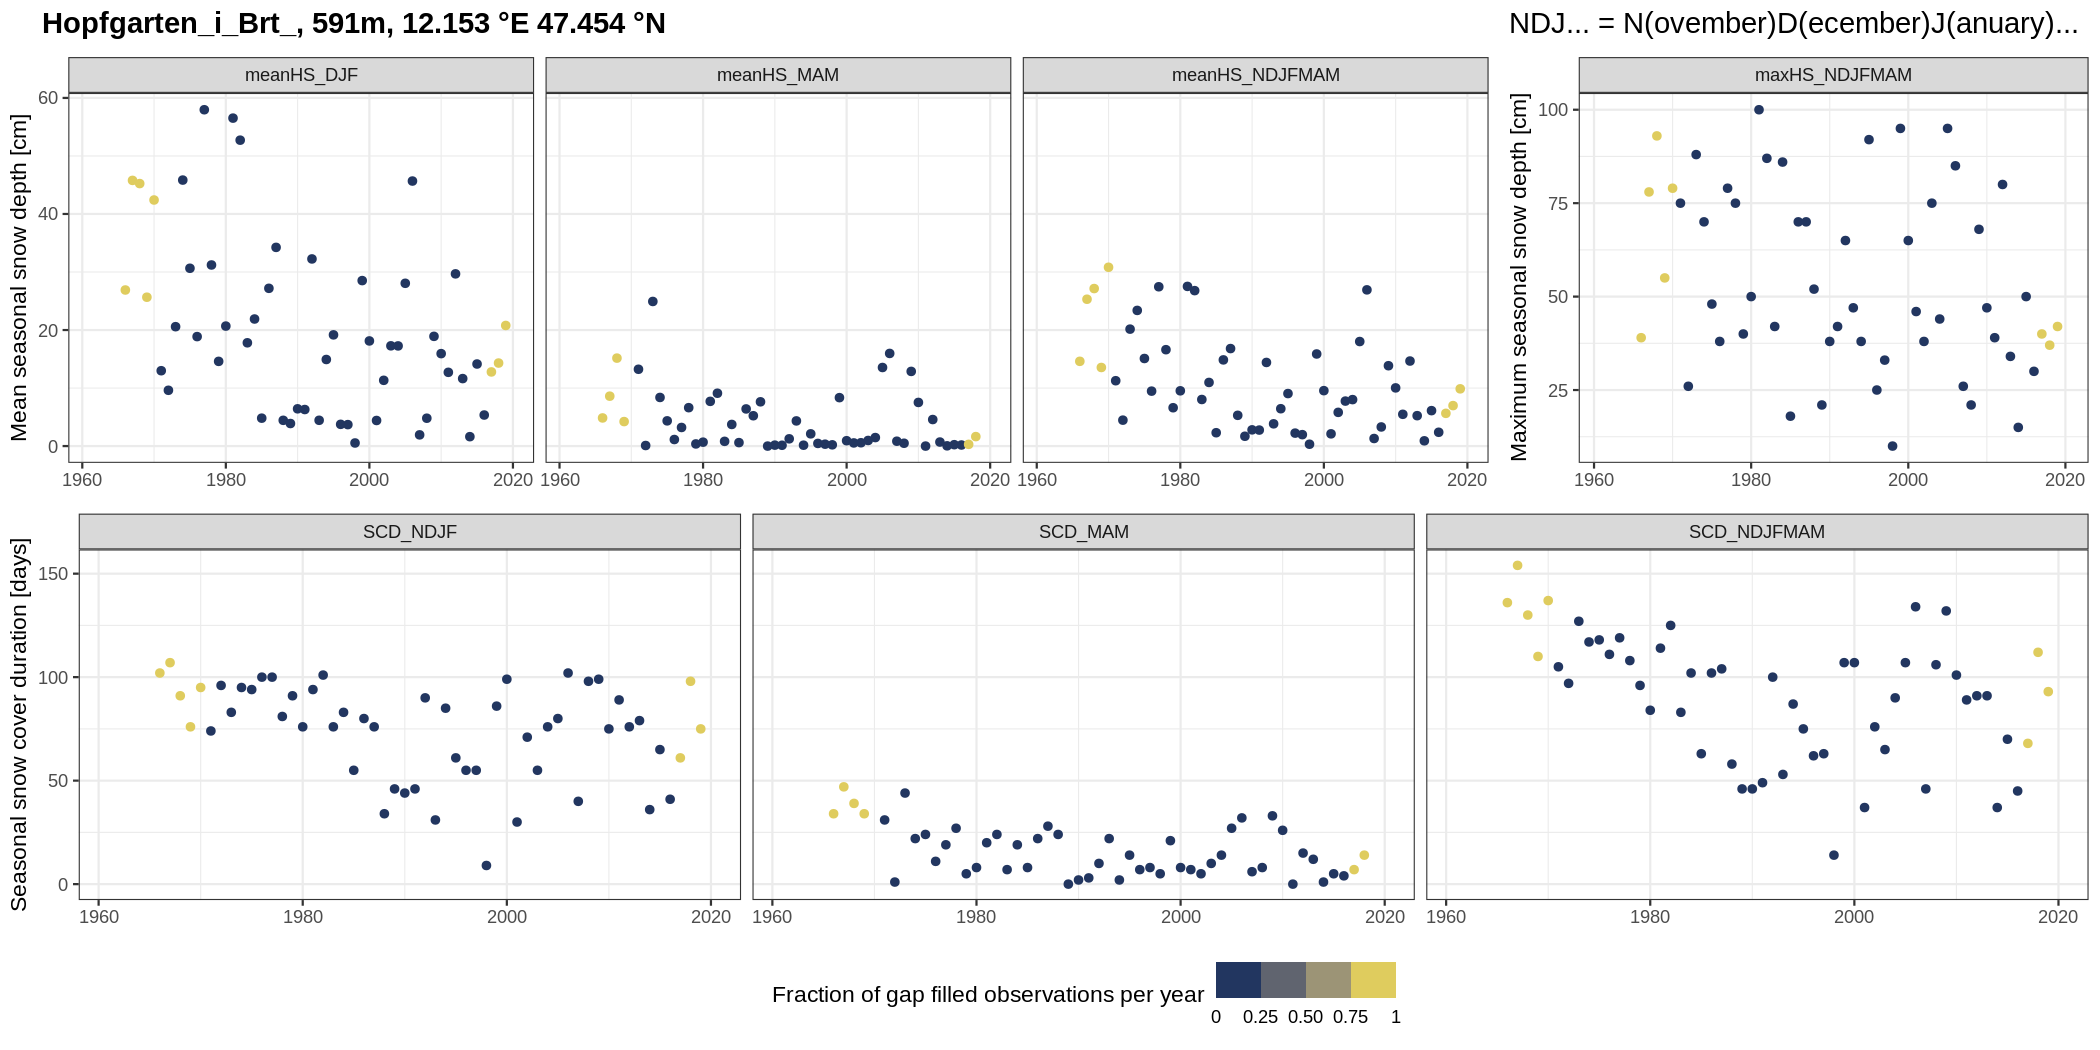 Hopfgarten_i_Brt_, 591m, 12.153 °E 47.454 °N
NDJ... = N(ovember)D(ecember)J(anuary)...
meanHS_DJF
meanHS_MAM
meanHS_NDJFMAM
maxHS_NDJFMAM
Mean seasonal snow depth [cm]
60
40
20
0
1960 1980 2000 2020
1960 1980 2000 2020
1960 1980 2000 2020
Maximum seasonal snow depth [cm]
100
75
50
25
1960 1980 2000 2020
SCD_NDJF
SCD_MAM
SCD_NDJFMAM
Seasonal snow cover duration [days]
150
100
50
0
1960 1980 2000 2020
1960 1980 2000 2020
1960 1980 2000 2020
Fraction of gap filled observations per year
0 0.25 0.50 0.75 1